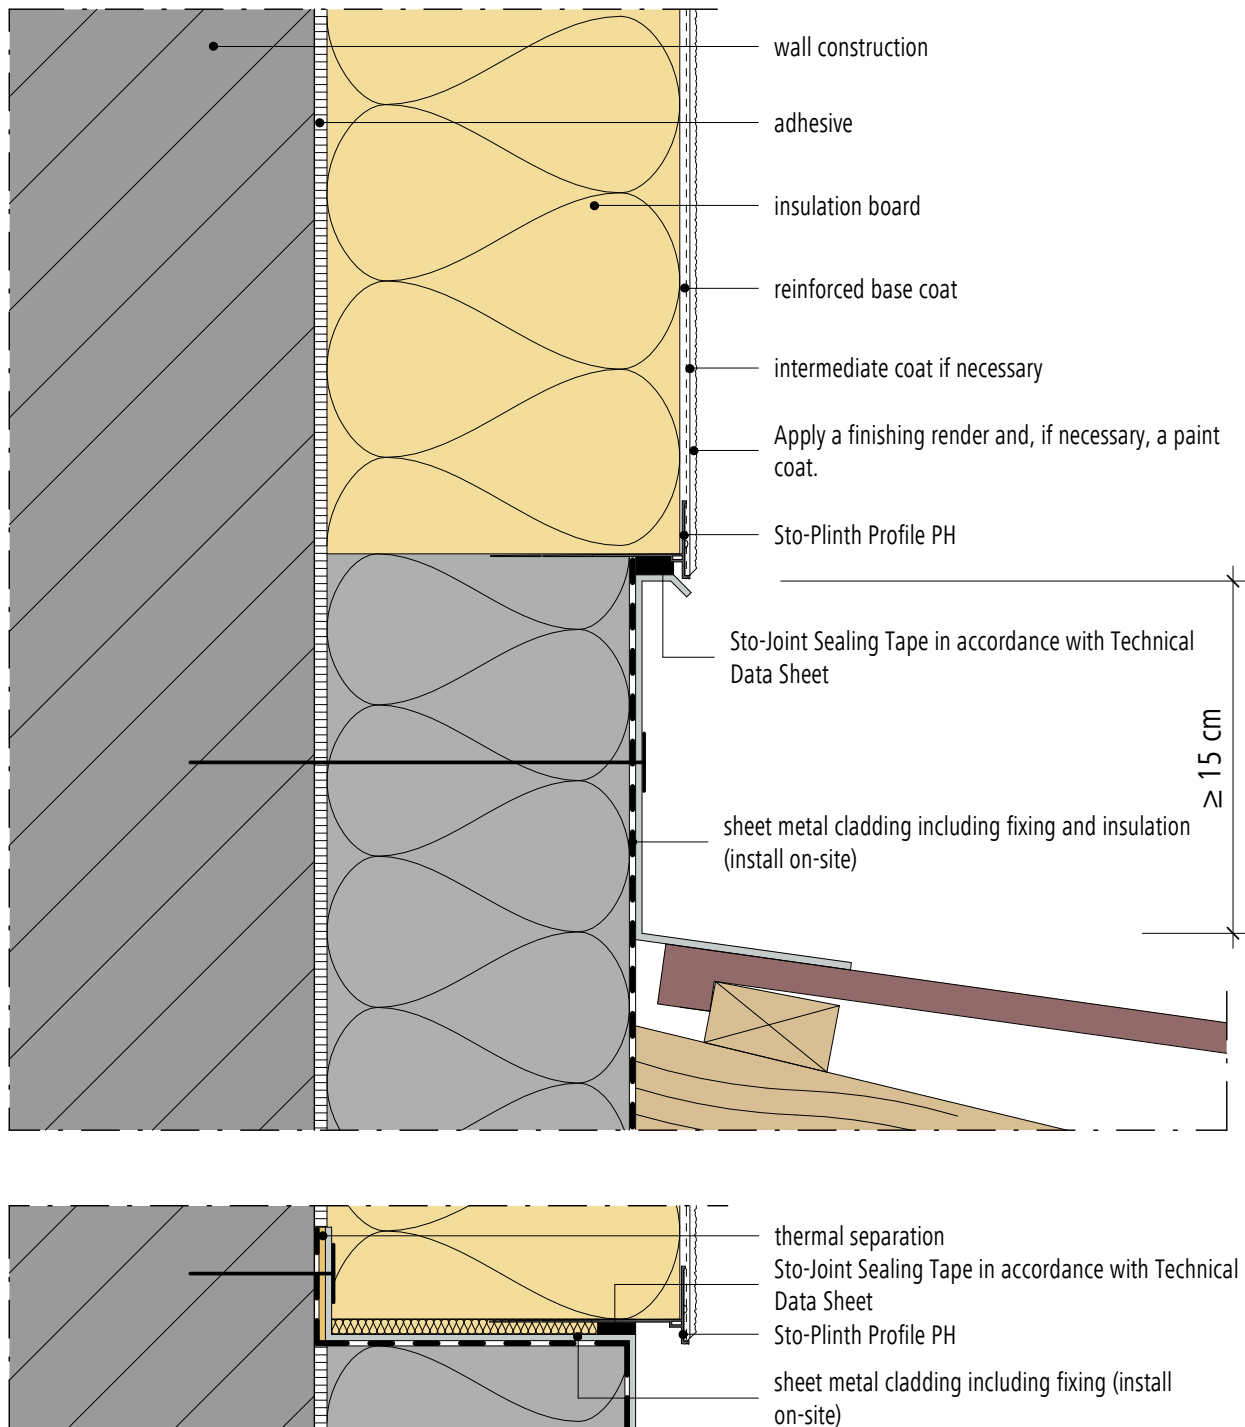 wall construction
adhesive
insulation board
reinforced base coat
intermediate coat if necessary
Apply a finishing render and, if necessary, a paint
coat.
Sto-Plinth Profile PH
Sto-Joint Sealing Tape in accordance with Technical
Data Sheet
≥ 15 cm
sheet metal cladding including fixing and insulation
(install on-site)
thermal separation
Sto-Joint Sealing Tape in accordance with Technical
Data Sheet
Sto-Plinth Profile PH
sheet metal cladding including fixing (install
on-site)